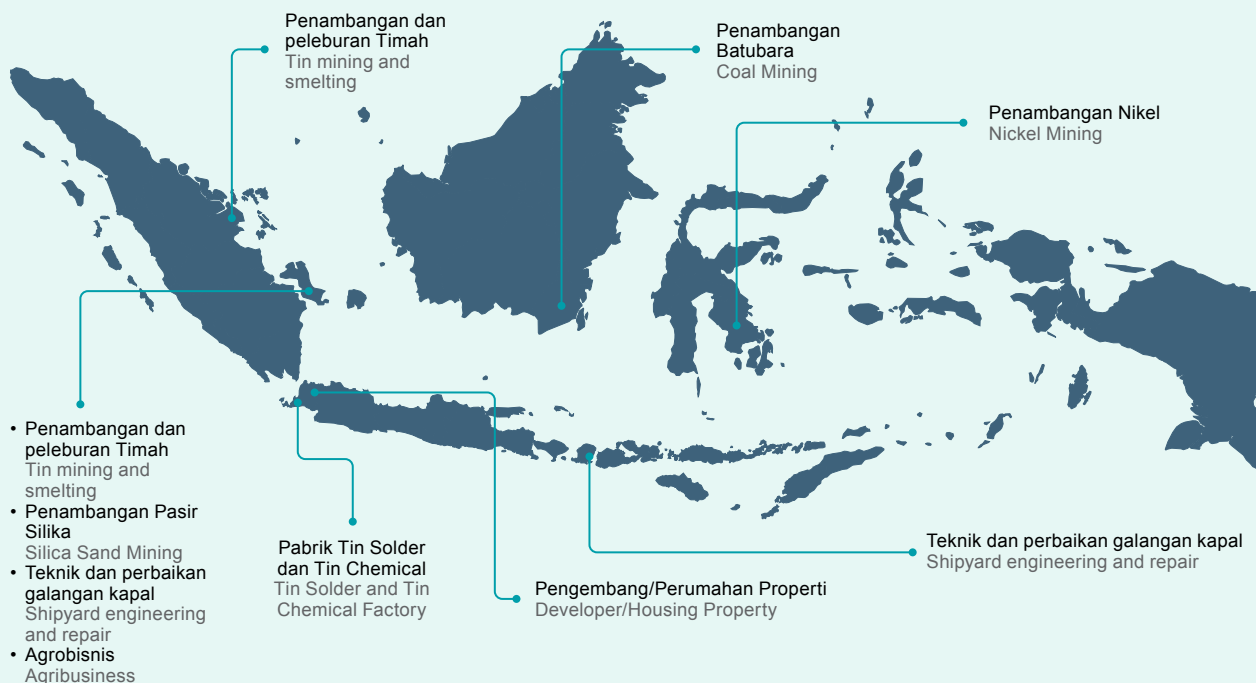 Penambangan dan
peleburan Timah
Tin mining and
smelting
Penambangan
Batubara
Coal Mining
Penambangan Nikel
Nickel Mining
• Penambangan dan
peleburan Timah
Tin mining and
smelting
• Penambangan Pasir
Silika
Silica Sand Mining
• Teknik dan perbaikan
galangan kapal
Shipyard engineering
and repair
• Agrobisnis
Agribusiness
Pabrik Tin Solder
dan Tin Chemical
Tin Solder and Tin
Chemical Factory
Pengembang/Perumahan Properti
Developer/Housing Property
Teknik dan perbaikan galangan kapal
Shipyard engineering and repair